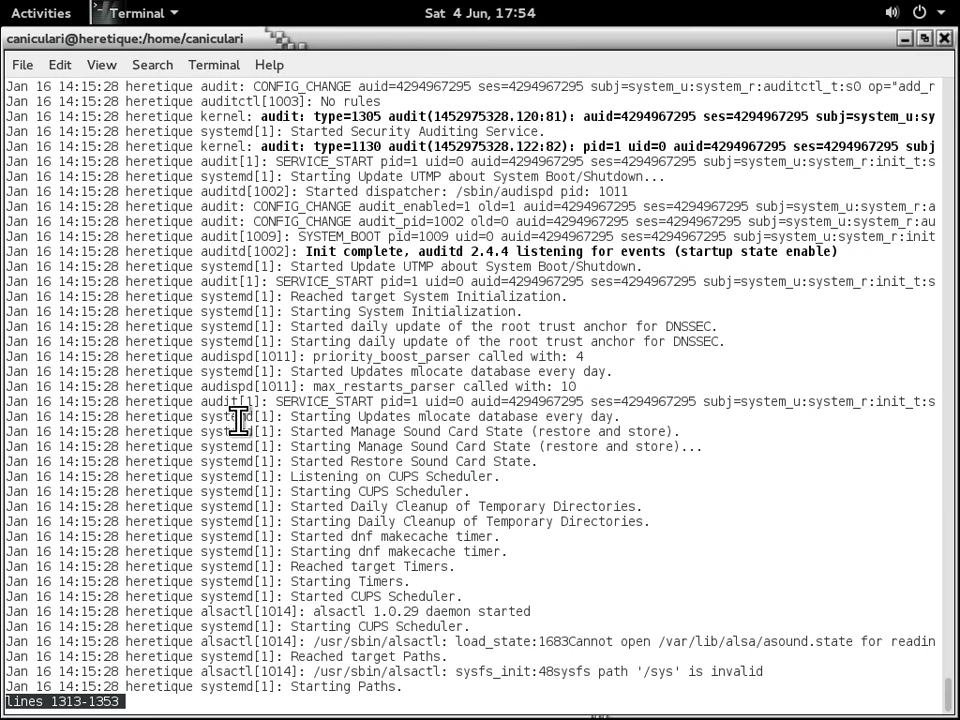 Activities Terminal Sat 4 Jun, 17:54
caniculari@heretique:/home/caniculari
File Edit View Search Terminal Help
Jan 16 14:15:28 heretique audit: CONFIG_CHANGE auid=4294967295 ses=4294967295 subj=system_u:system_r:auditctl_t:s0 op="add_r
Jan 16 14:15:28 heretique auditctl[1003]: No rules
Jan 16 14:15:28 heretique kernel: audit: type=1305 audit(1452975328.120:81): auid=4294967295 ses=4294967295 subj=system_u:sy
Jan 16 14:15:28 heretique systemd[1]: Started Security Auditing Service.
Jan 16 14:15:28 heretique kernel: audit: type=1130 audit(1452975328.122:82): pid=1 uid=0 auid=4294967295 ses=4294967295 subj
Jan 16 14:15:28 heretique audit[1]: SERVICE_START pid=1 uid=0 auid=4294967295 ses=4294967295 subj=system_u:system_r:init_t:s
Jan 16 14:15:28 heretique systemd[1]: Starting Update UTMP about System Boot/Shutdown...
Jan 16 14:15:28 heretique auditd[1002]: Started dispatcher: /sbin/audispd pid: 1011
Jan 16 14:15:28 heretique audit: CONFIG_CHANGE audit_enabled=1 old=1 auid=4294967295 ses=4294967295 subj=system_u:system_r:a
Jan 16 14:15:28 heretique audit: CONFIG_CHANGE audit_pid=1002 old=0 auid=4294967295 ses=4294967295 subj=system_u:system_r:au
Jan 16 14:15:28 heretique audit[1009]: SYSTEM_BOOT pid=1009 uid=0 auid=4294967295 ses=4294967295 subj=system_u:system_r:init
Jan 16 14:15:28 heretique auditd[1002]: Init complete, auditd 2.4.4 listening for events (startup state enable)
Jan 16 14:15:28 heretique systemd[1]: Started Update UTMP about System Boot/Shutdown.
Jan 16 14:15:28 heretique audit[1]: SERVICE_START pid=1 uid=0 auid=4294967295 ses=4294967295 subj=system_u:system_r:init_t:s
Jan 16 14:15:28 heretique systemd[1]: Reached target System Initialization.
Jan 16 14:15:28 heretique systemd[1]: Starting System Initialization.
Jan 16 14:15:28 heretique systemd[1]: Started daily update of the root trust anchor for DNSSEC.
Jan 16 14:15:28 heretique systemd[1]: Starting daily update of the root trust anchor for DNSSEC.
Jan 16 14:15:28 heretique audispd[1011]: priority_boost_parser called with: 4
Jan 16 14:15:28 heretique systemd[1]: Started Updates mlocate database every day.
Jan 16 14:15:28 heretique audispd[1011]: max_restarts_parser called with: 10
Jan 16 14:15:28 heretique audit[1]: SERVICE_START pid=1 uid=0 auid=4294967295 ses=4294967295 subj=system_u:system_r:init_t:s
Jan 16 14:15:28 heretique systemd[1]: Starting Updates mlocate database every day.
Jan 16 14:15:28 heretique systemd[1]: Started Manage Sound Card State (restore and store).
Jan 16 14:15:28 heretique systemd[1]: Starting Manage Sound Card State (restore and store)...
Jan 16 14:15:28 heretique systemd[1]: Started Restore Sound Card State.
Jan 16 14:15:28 heretique systemd[1]: Listening on CUPS Scheduler.
Jan 16 14:15:28 heretique systemd[1]: Starting CUPS Scheduler.
Jan 16 14:15:28 heretique systemd[1]: Started Daily Cleanup of Temporary Directories.
Jan 16 14:15:28 heretique systemd[1]: Starting Daily Cleanup of Temporary Directories.
Jan 16 14:15:28 heretique systemd[1]: Started dnf makecache timer.
Jan 16 14:15:28 heretique systemd[1]: Starting dnf makecache timer.
Jan 16 14:15:28 heretique systemd[1]: Reached target Timers.
Jan 16 14:15:28 heretique systemd[1]: Starting Timers.
Jan 16 14:15:28 heretique systemd[1]: Started CUPS Scheduler.
Jan 16 14:15:28 heretique alsactl[1014]: alsactl 1.0.29 daemon started
Jan 16 14:15:28 heretique systemd[1]: Starting CUPS Scheduler.
Jan 16 14:15:28 heretique alsactl[1014]: /usr/sbin/alsactl: load_state:1683Cannot open /var/lib/alsa/asound.state for readin
Jan 16 14:15:28 heretique systemd[1]: Reached target Paths.
Jan 16 14:15:28 heretique alsactl[1014]: /usr/sbin/alsactl: sysfs_init:48sysfs path '/sys' is invalid
Jan 16 14:15:28 heretique systemd[1]: Starting Paths.
lines 1313-1353